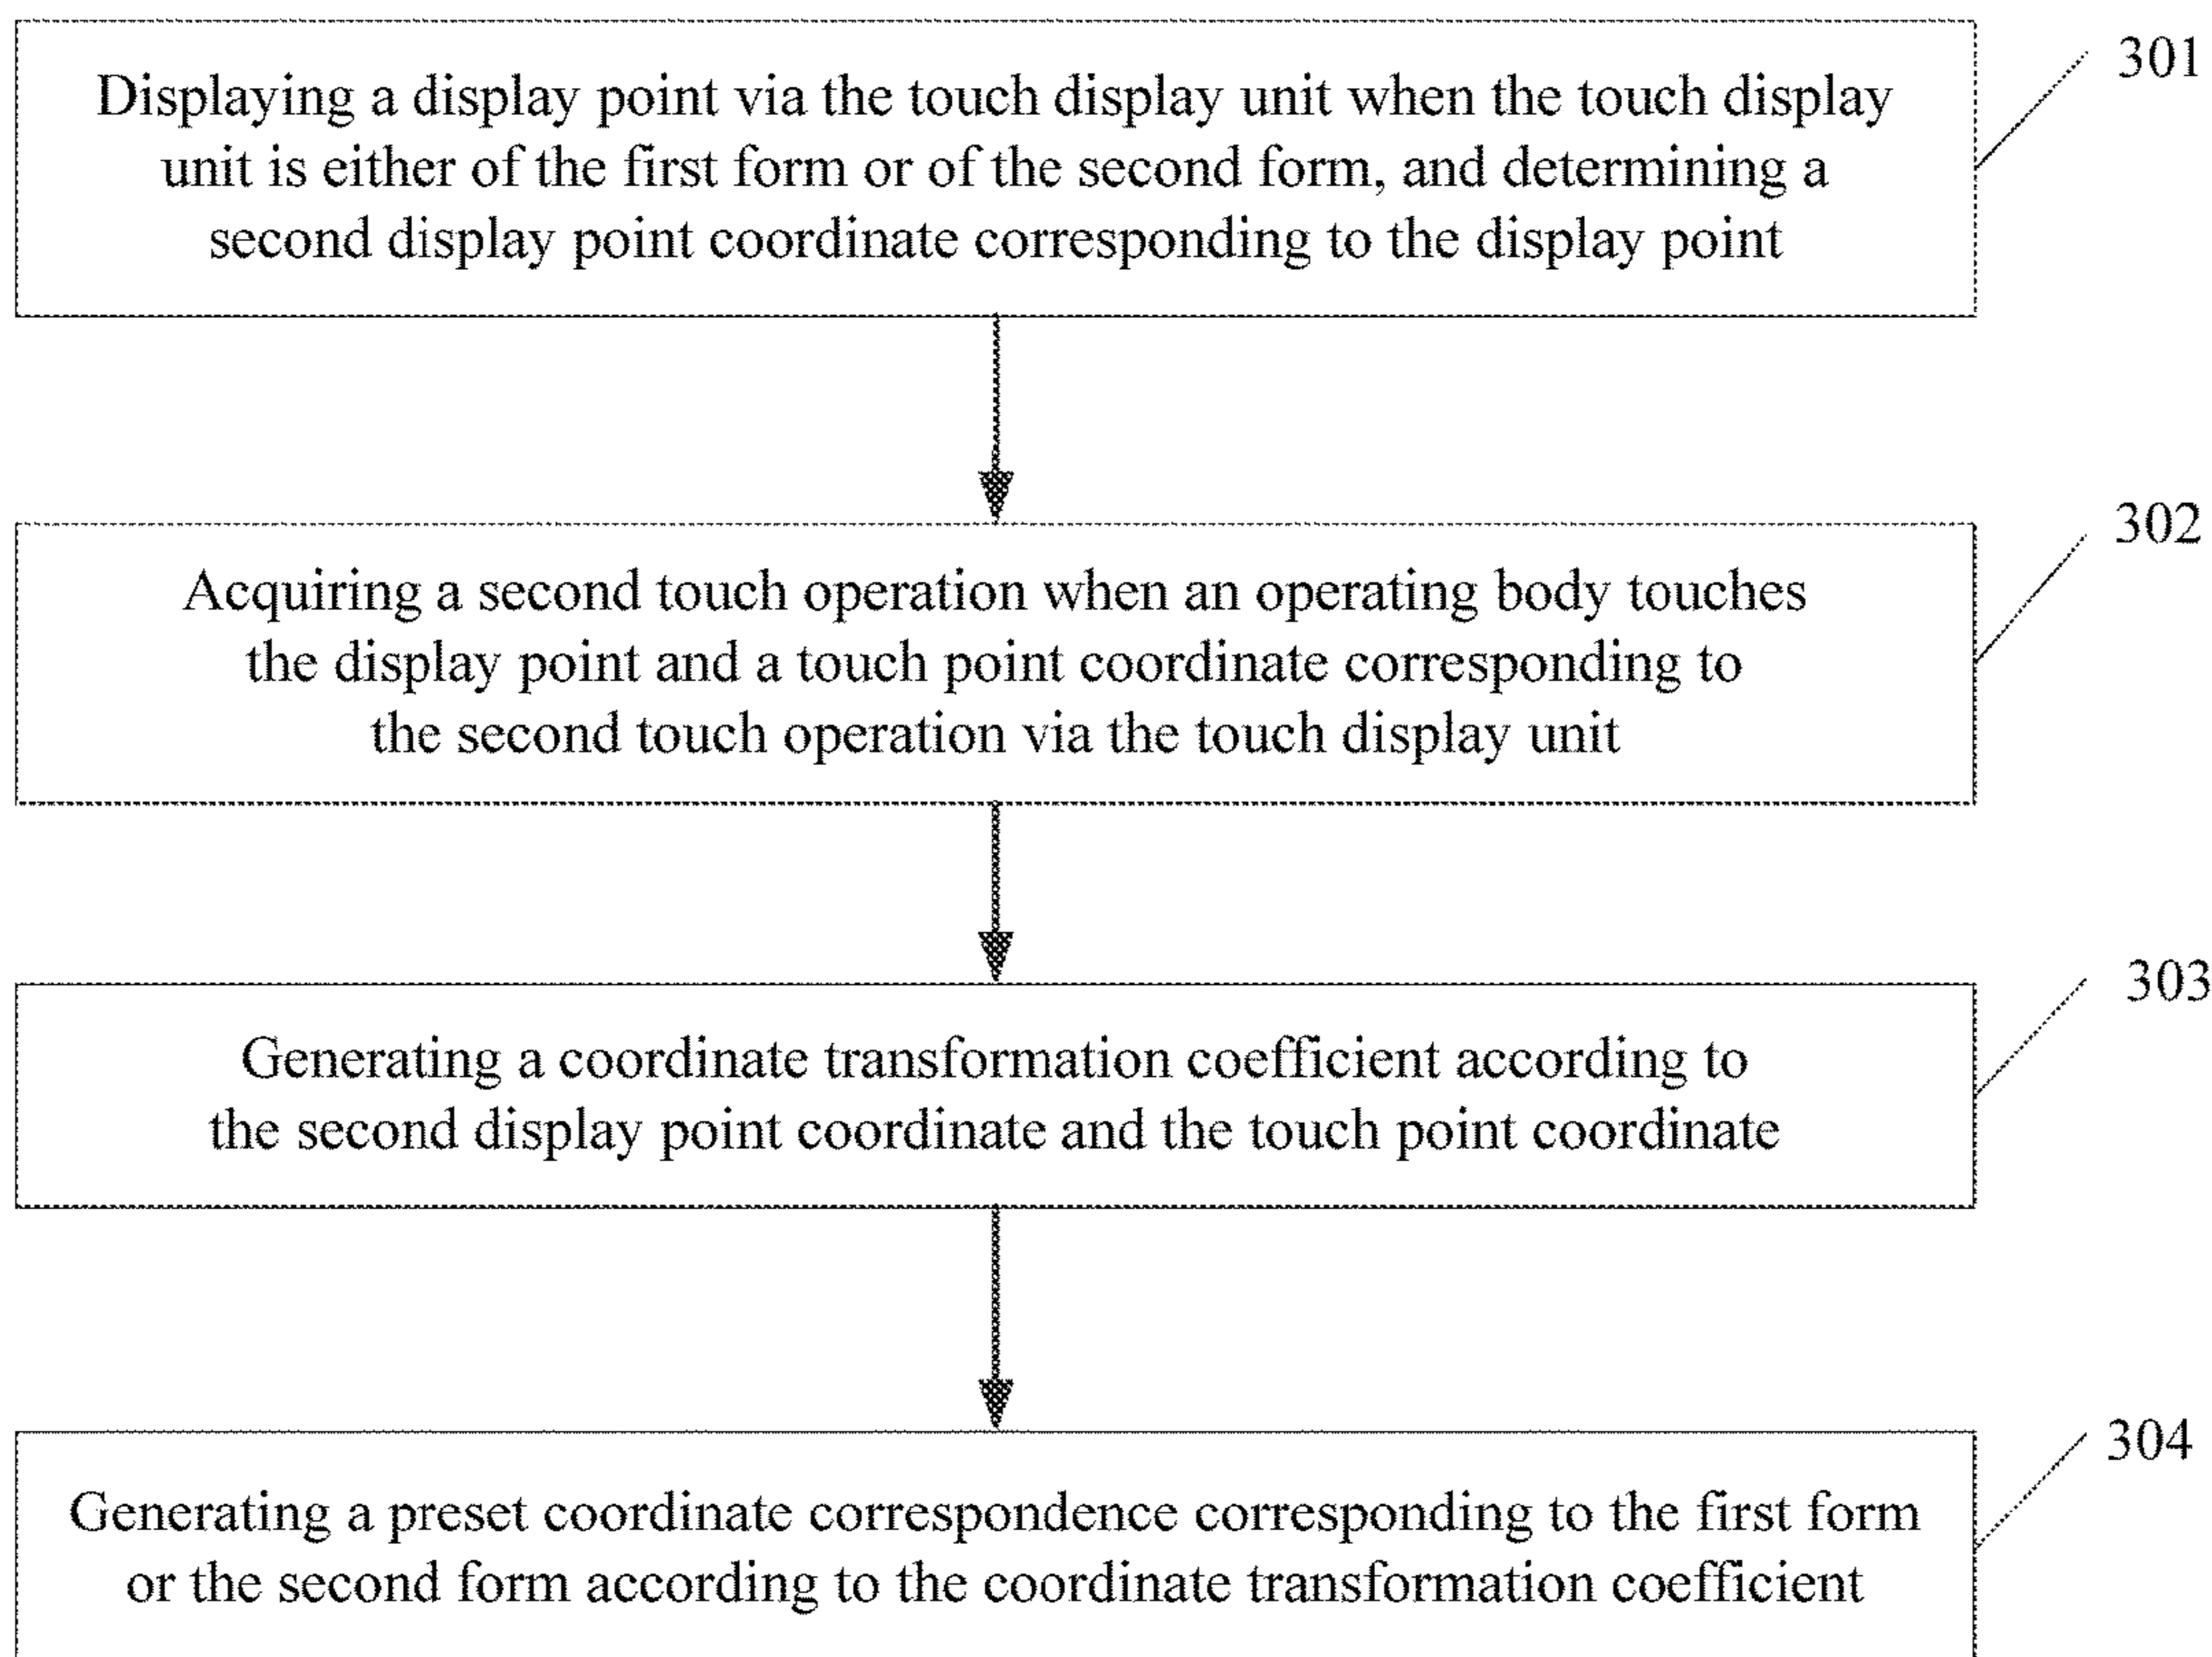 Displaying a display point via the touch display
unit is either of the first form or of the second form, and determining a
second display point coordinate corresponding to the display point
301
Acquiring a second touch operation when an operating body touches
the display point and a touch point coordinate corresponding to
the second touch operation via the touch display unit
302
Generating a coordinate transformation coefficient according to
the second display point coordinate and the touch point coordinate
303
Generating a preset coordinate correspondence corresponding to the first form
or the second form according to the coordinate transformation coefficient
304